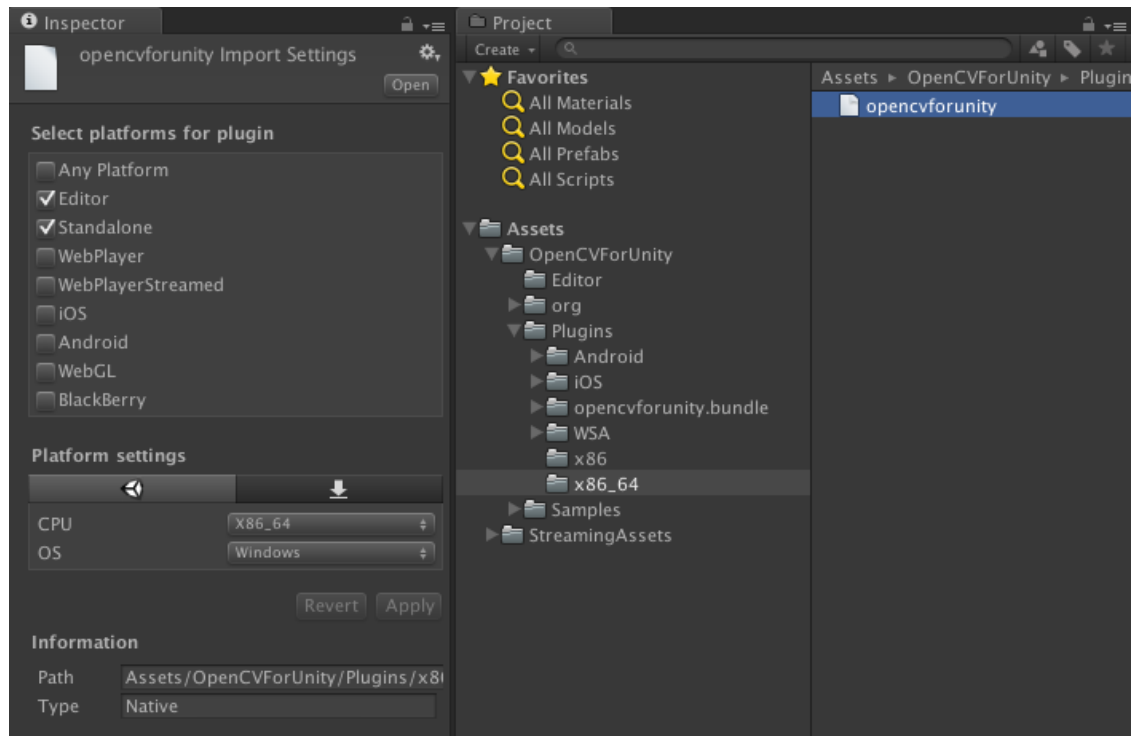 Inspector
opencvforunity Import Settings
Open
Select platforms for plugin
Any Platform
Editor
Standalone
WebPlayer
WebPlayerStreamed
iOS
Android
WebGL
BlackBerry
Platform settings
CPU X86_64
OS Windows
Revert Apply
Information
Path Assets/OpenCVForUnity/Plugins/x8
Type Native
Project
Create
Favorites
All Materials
All Models
All Prefabs
All Scripts
Assets
OpenCVForUnity
Editor
org
Plugins
Android
iOS
opencvforunity.bundle
WSA
x86
x86_64
Samples
StreamingAssets
Assets ▸ OpenCVForUnity ▸ Plugin
opencvforunity